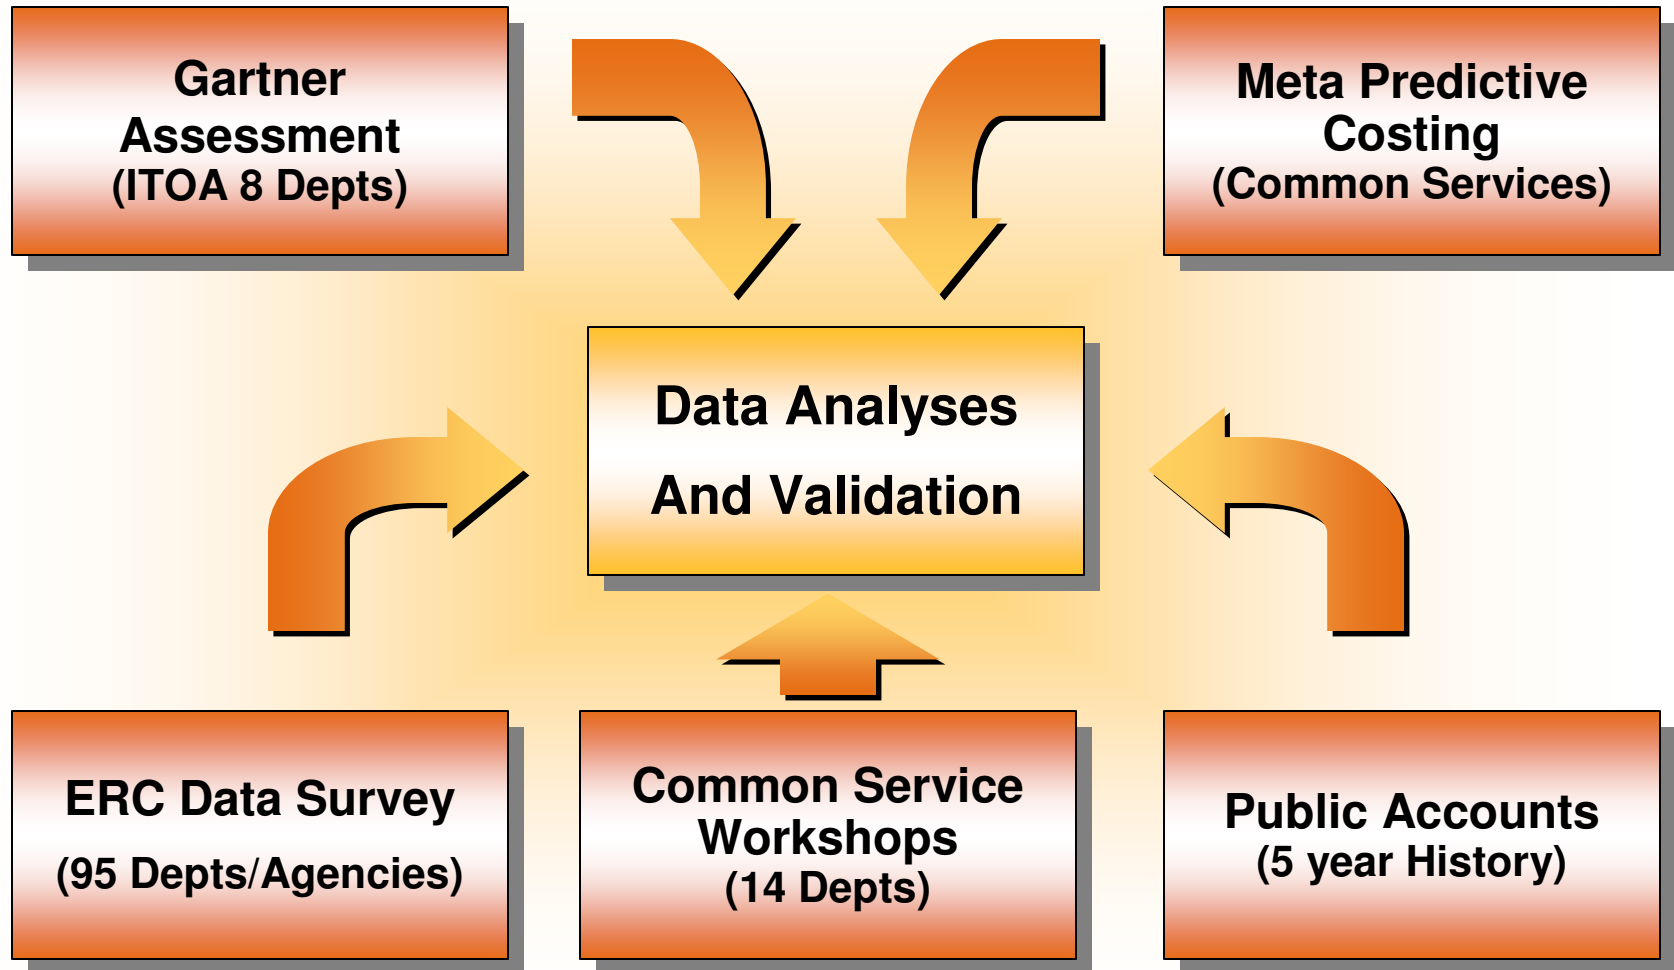 Gartner
Assessment
(ITOA 8 Depts)
Meta Predictive
Costing
(Common Services)
Data Analyses
And Validation
ERC Data Survey
(95 Depts/Agencies)
Common Service
Workshops
(14 Depts)
Public Accounts
(5 year History)